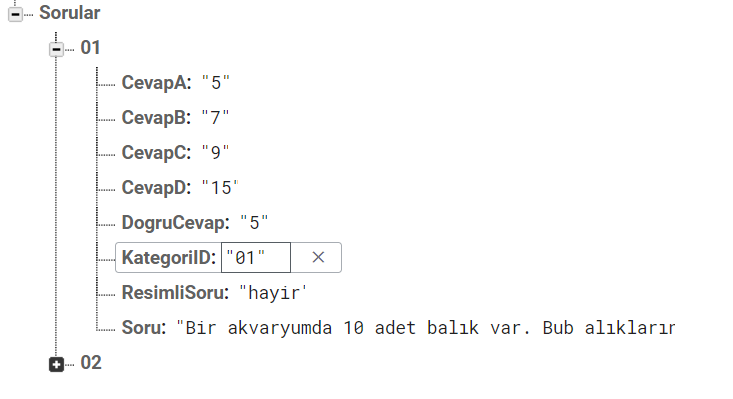 Sorular
01
CevapA: "5"
CevapB: "7"
CevapC: "9"
CevapD: "15"
DogruCevap: "5"
KategoriID: "01" ×
ResimliSoru: "hayir'
Soru: "Bir akvaryumda 10 adet balık var. Bub alıkların
02